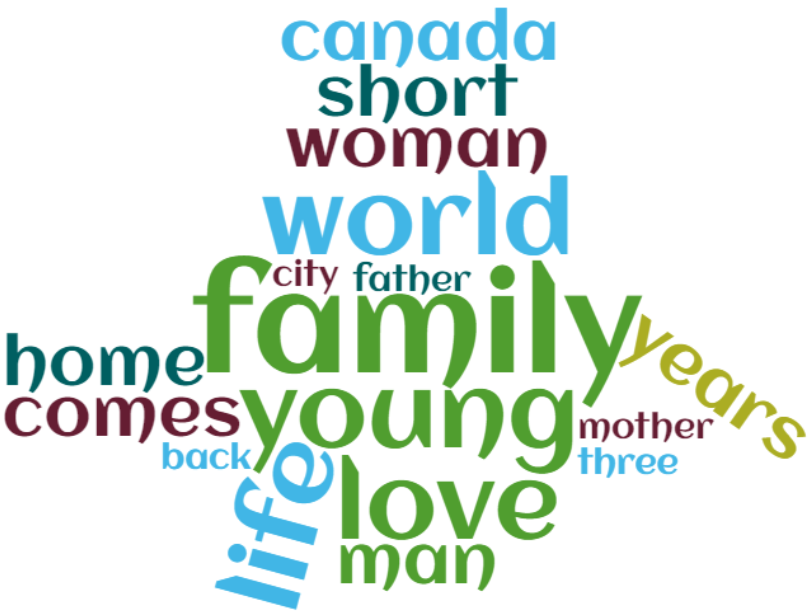 canada
short
woman
world
city father
family
years
home
comes
young
mother
back
three
life
love
man